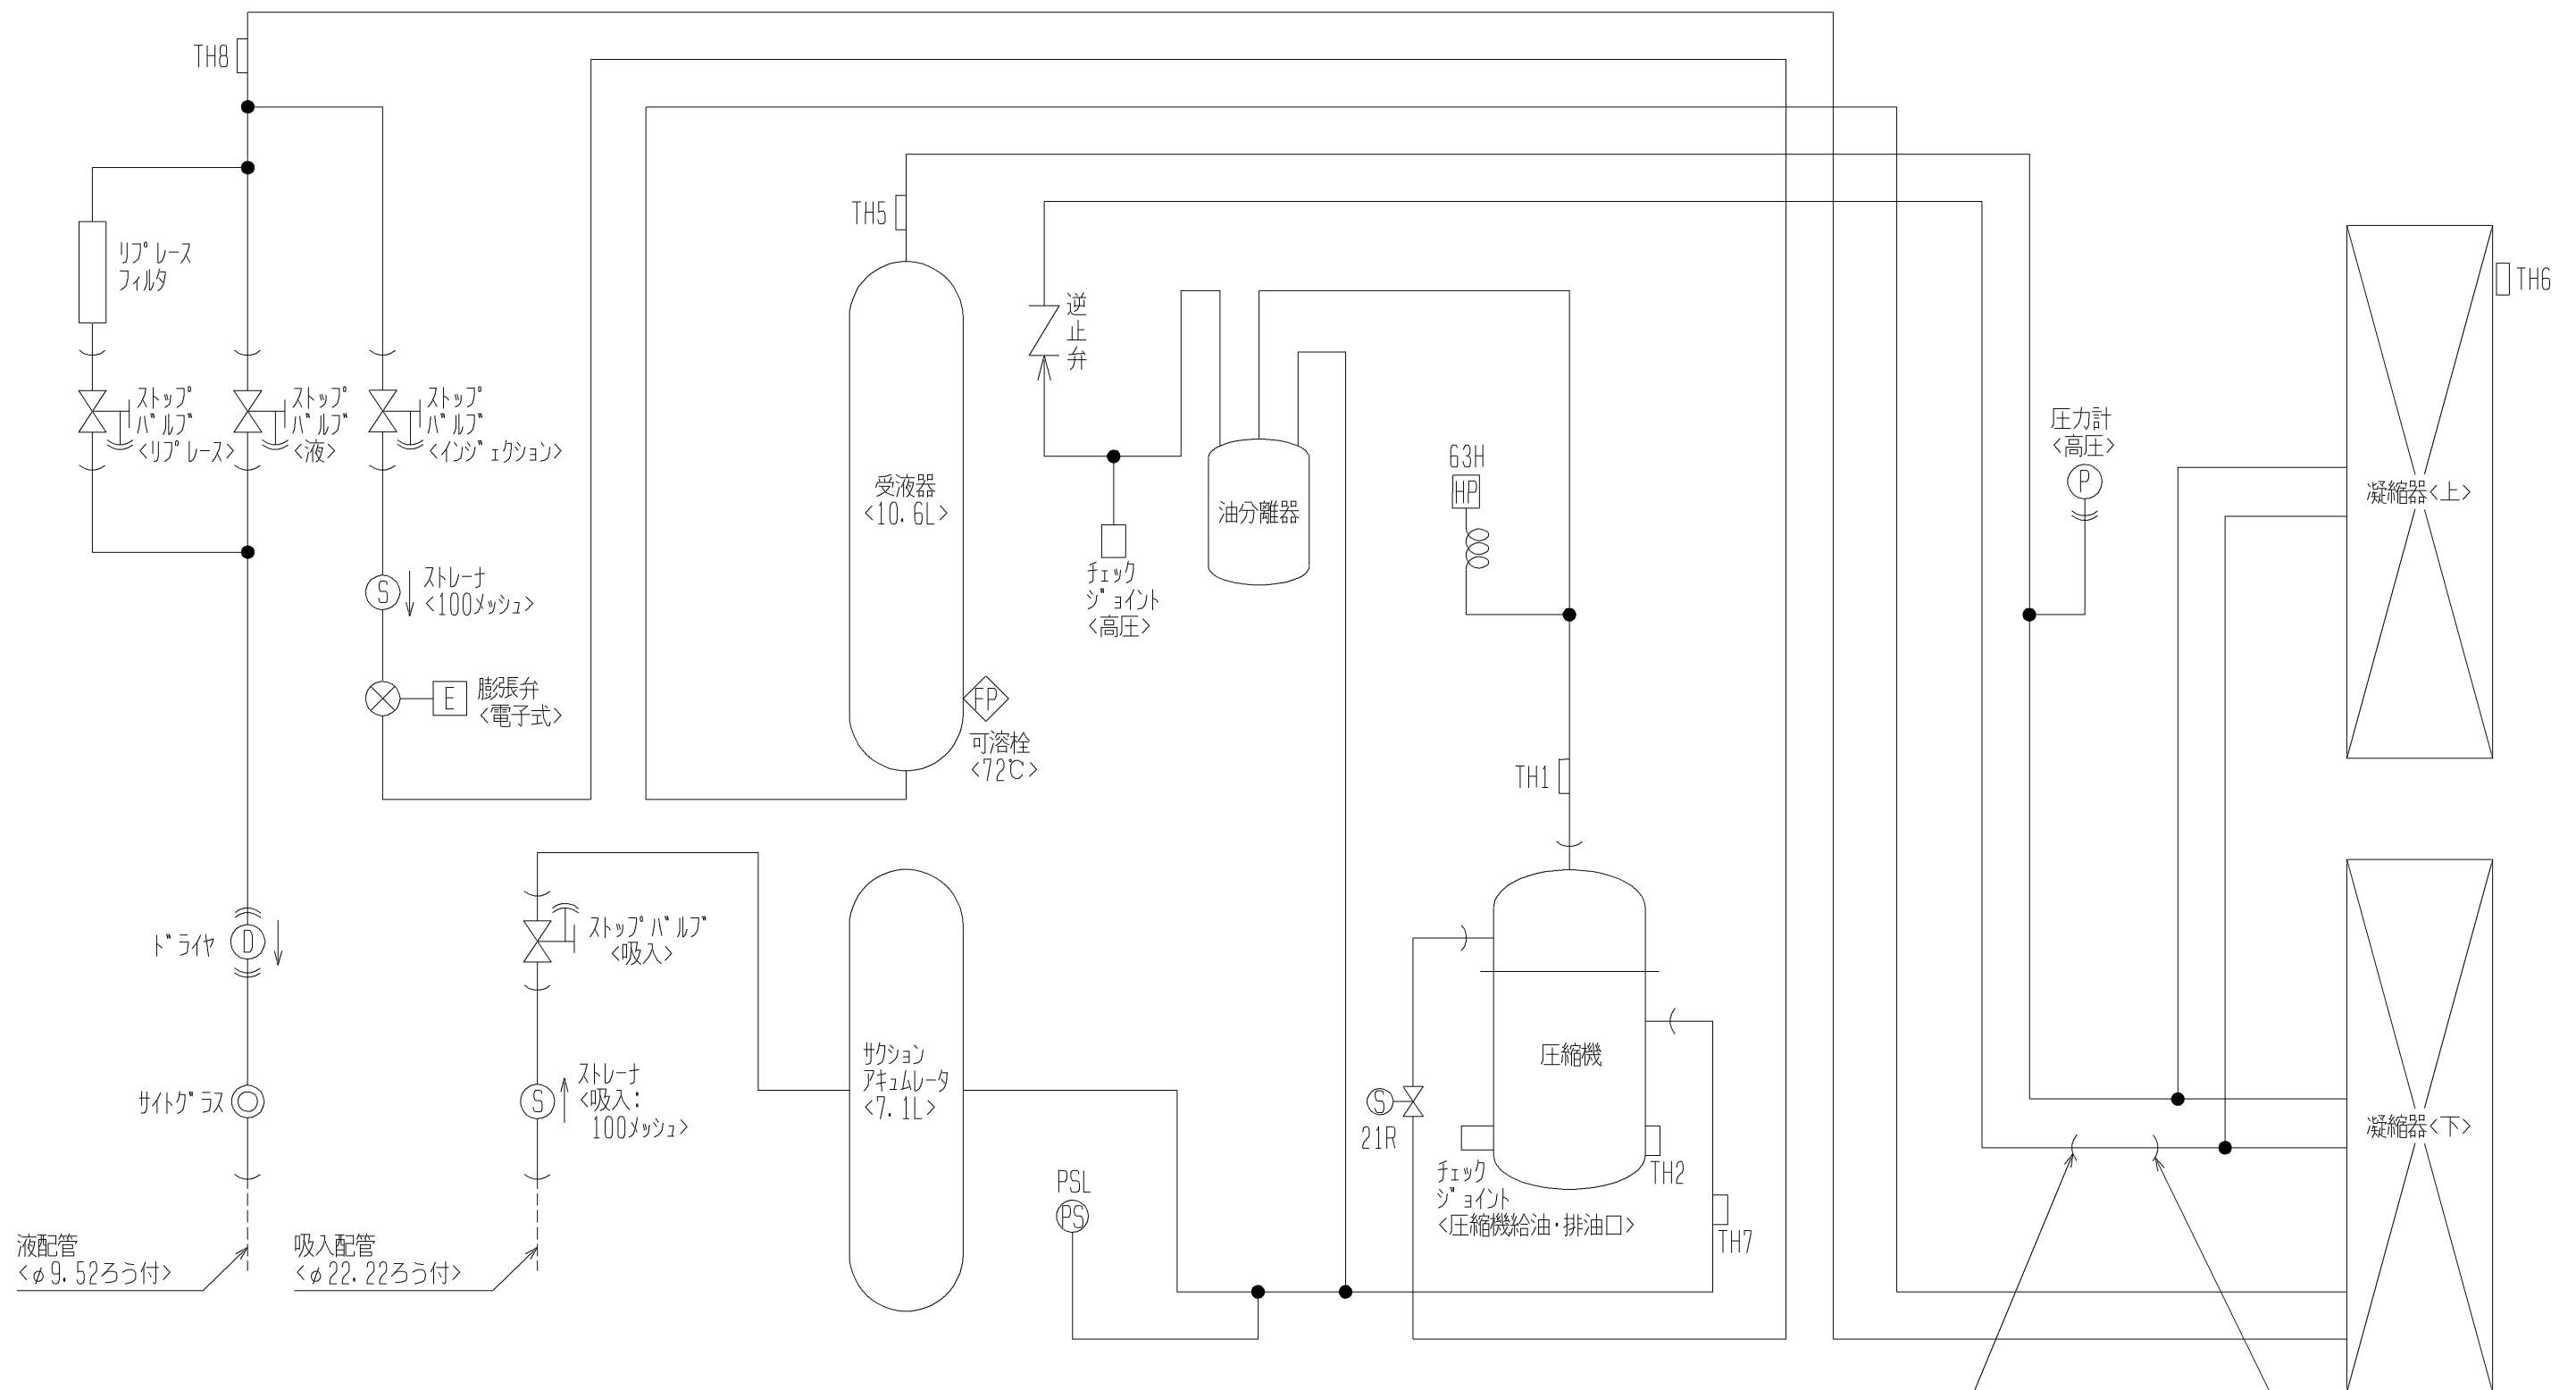 TH8
リプレース
フィルタ
ストップ
バルブ
<リプレース>
ストップ
バルブ
<液>
ストップ
バルブ
<インジェクション>
S
ストレーナ
<100メッシュ>
E
膨張弁
<電子式>
TH5
受液器
<10.6L>
FP
可溶栓
<72℃>
逆
止
弁
チェック
ジョイント
<高圧>
油分離器
63H
HP
TH1
圧力計
<高圧>
P
TH6
凝縮器<上>
凝縮器<下>
ドライヤ
D
サイトグラス
液配管
<φ9.52ろう付>
ストップバルブ
<吸入>
S
ストレーナ
<吸入:
100メッシュ>
吸入配管
<φ22.22ろう付>
サクション
アキュムレータ
<7.1L>
PSL
PS
圧縮機
S
21R
チェック
ジョイント
<圧縮機給油・排油口>
TH2
TH7